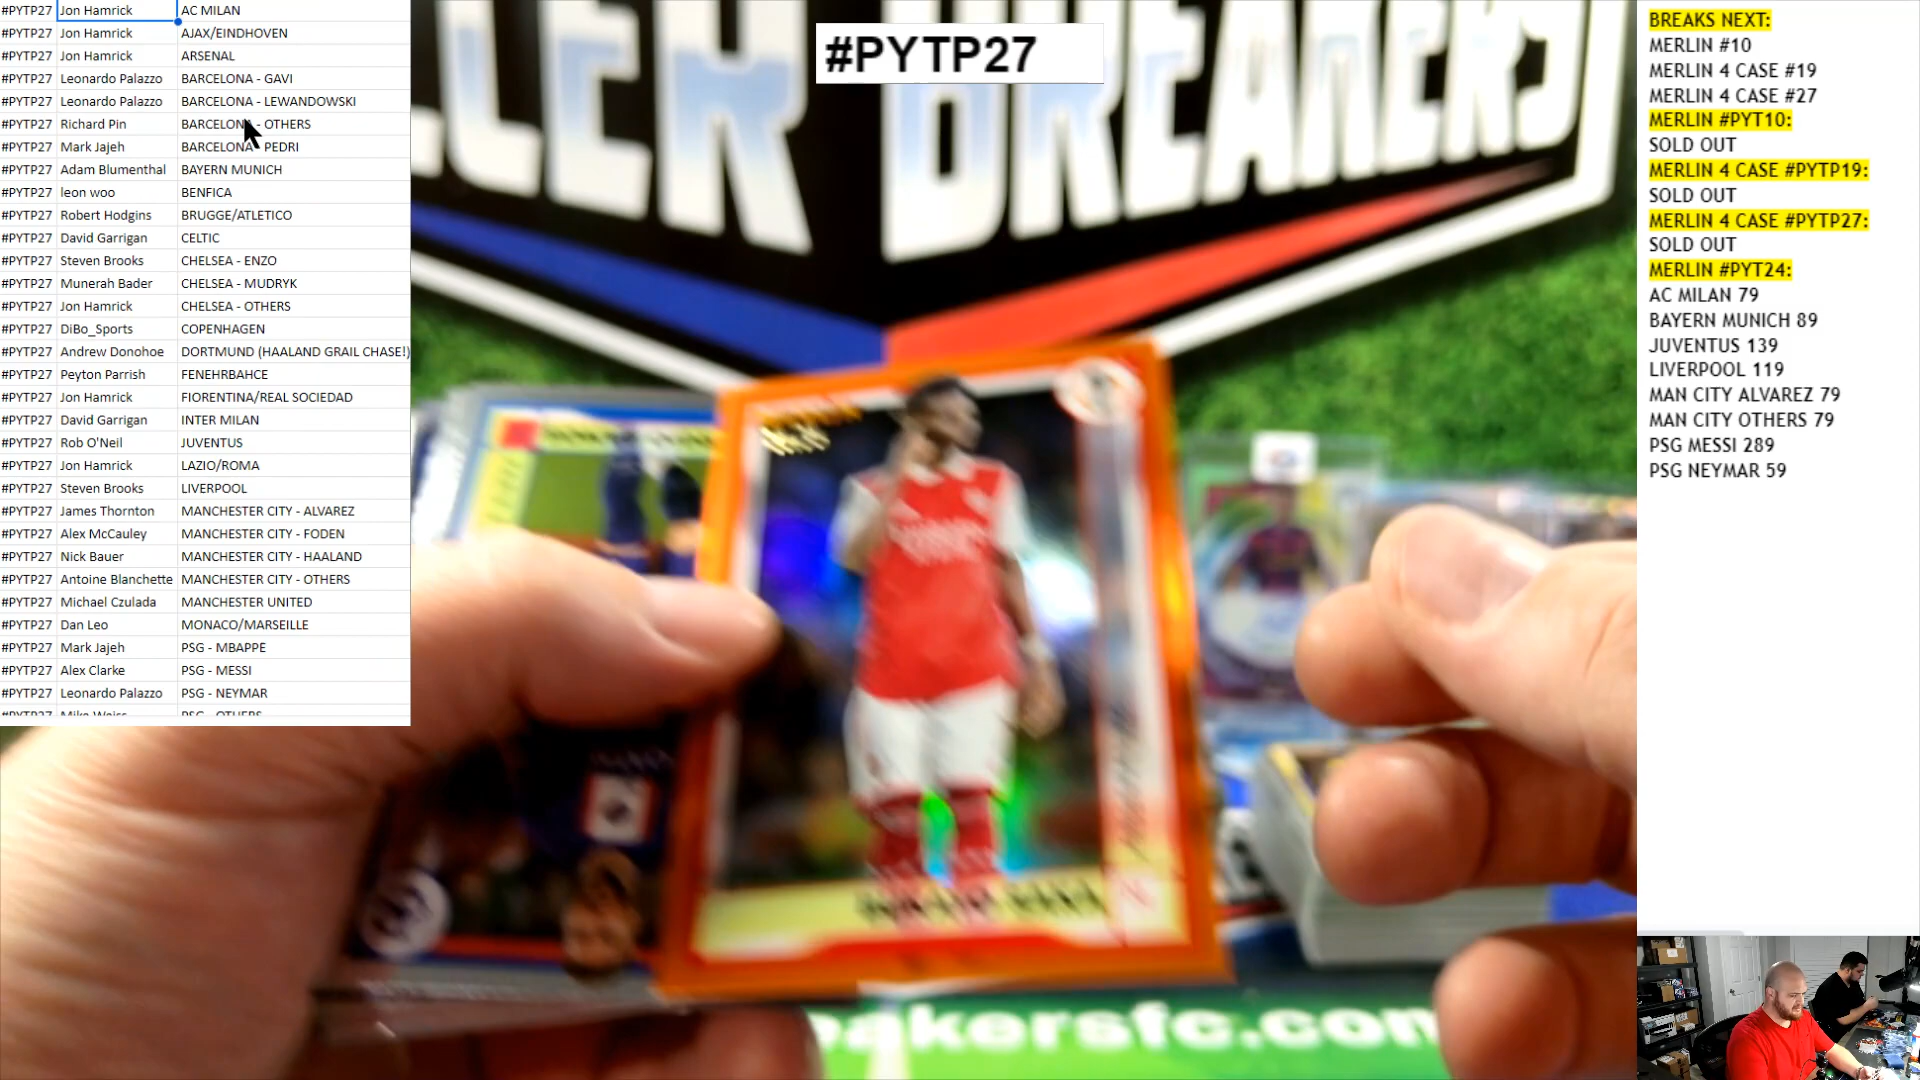 #PYTP27 Jon Hamrick AC MILAN
#PYTP27 Jon Hamrick AJAX/EINDHOVEN
#PYTP27 Jon Hamrick ARSENAL
#PYTP27 Leonardo Palazzo BARCELONA - GAVI
#PYTP27 Leonardo Palazzo BARCELONA - LEWANDOWSKI
#PYTP27 Richard Pin BARCELONA - OTHERS
#PYTP27 Mark Jajeh BARCELONA - PEDRI
#PYTP27 Adam Blumenthal BAYERN MUNICH
#PYTP27 leon woo BENFICA
#PYTP27 Robert Hodgins BRUGGE/ATLETICO
#PYTP27 David Garrigan CELTIC
#PYTP27 Steven Brooks CHELSEA - ENZO
#PYTP27 Munerah Bader CHELSEA - MUDRYK
#PYTP27 Jon Hamrick CHELSEA - OTHERS
#PYTP27 DiBo_Sports COPENHAGEN
#PYTP27 Andrew Donohoe DORTMUND (HAALAND GRAIL CHASE!)
#PYTP27 Peyton Parrish FENEHRBAHCE
#PYTP27 Jon Hamrick FIORENTINA/REAL SOCIEDAD
#PYTP27 David Garrigan INTER MILAN
#PYTP27 Rob O'Neil JUVENTUS
#PYTP27 Jon Hamrick LAZIO/ROMA
#PYTP27 Steven Brooks LIVERPOOL
#PYTP27 James Thornton MANCHESTER CITY - ALVAREZ
#PYTP27 Alex McCauley MANCHESTER CITY - FODEN
#PYTP27 Nick Bauer MANCHESTER CITY - HAALAND
#PYTP27 Antoine Blanchette MANCHESTER CITY - OTHERS
#PYTP27 Michael Czulada MANCHESTER UNITED
#PYTP27 Dan Leo MONACO/MARSEILLE
#PYTP27 Mark Jajeh PSG - MBAPPE
#PYTP27 Alex Clarke PSG - MESSI
#PYTP27 Leonardo Palazzo PSG - NEYMAR
#PYTP27 Mike Weiss PSG - OTHERS
#PYTP27
BREAKERS
BREAKS NEXT:
MERLIN #10
MERLIN 4 CASE #19
MERLIN 4 CASE #27
MERLIN #PYT10:
SOLD OUT
MERLIN 4 CASE #PYTP19:
SOLD OUT
MERLIN 4 CASE #PYTP27:
SOLD OUT
MERLIN #PYT24:
AC MILAN 79
BAYERN MUNICH 89
JUVENTUS 139
LIVERPOOL 119
MAN CITY ALVAREZ 79
MAN CITY OTHERS 79
PSG MESSI 289
PSG NEYMAR 59
eakersfc.com